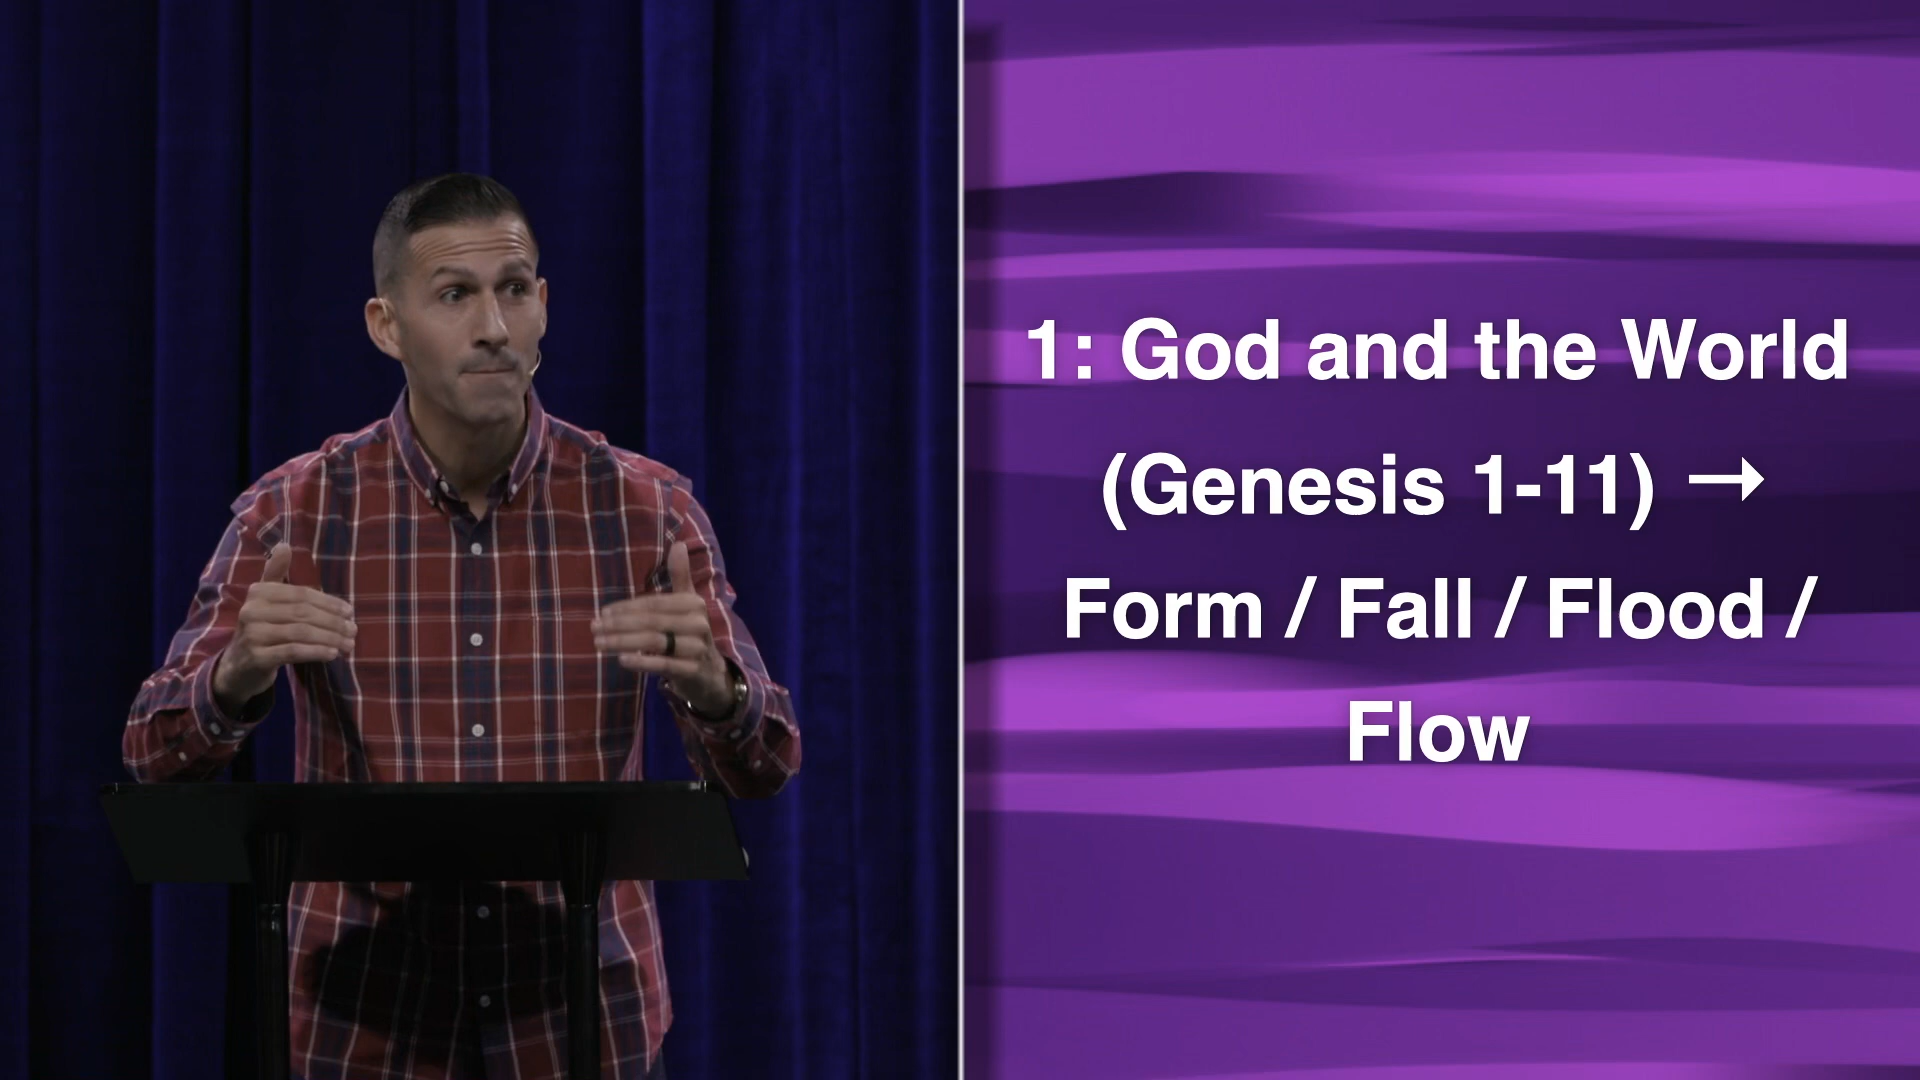 1: God and the World
(Genesis 1-11) →
Form / Fall / Flood /
Flow